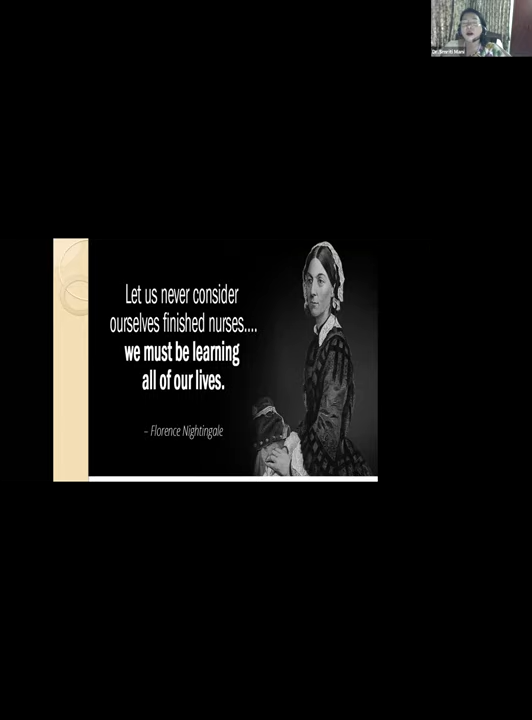 Let us never consider
ourselves finished nurses....
we must be learning
all of our lives.
– Florence Nightingale